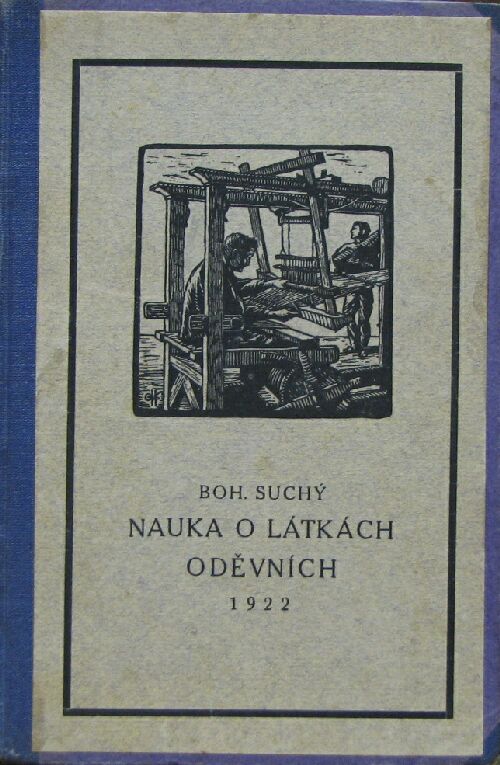 BOH. SUCHÝ
NAUKA O LÁTKÁCH
ODĚVNÍCH
1922